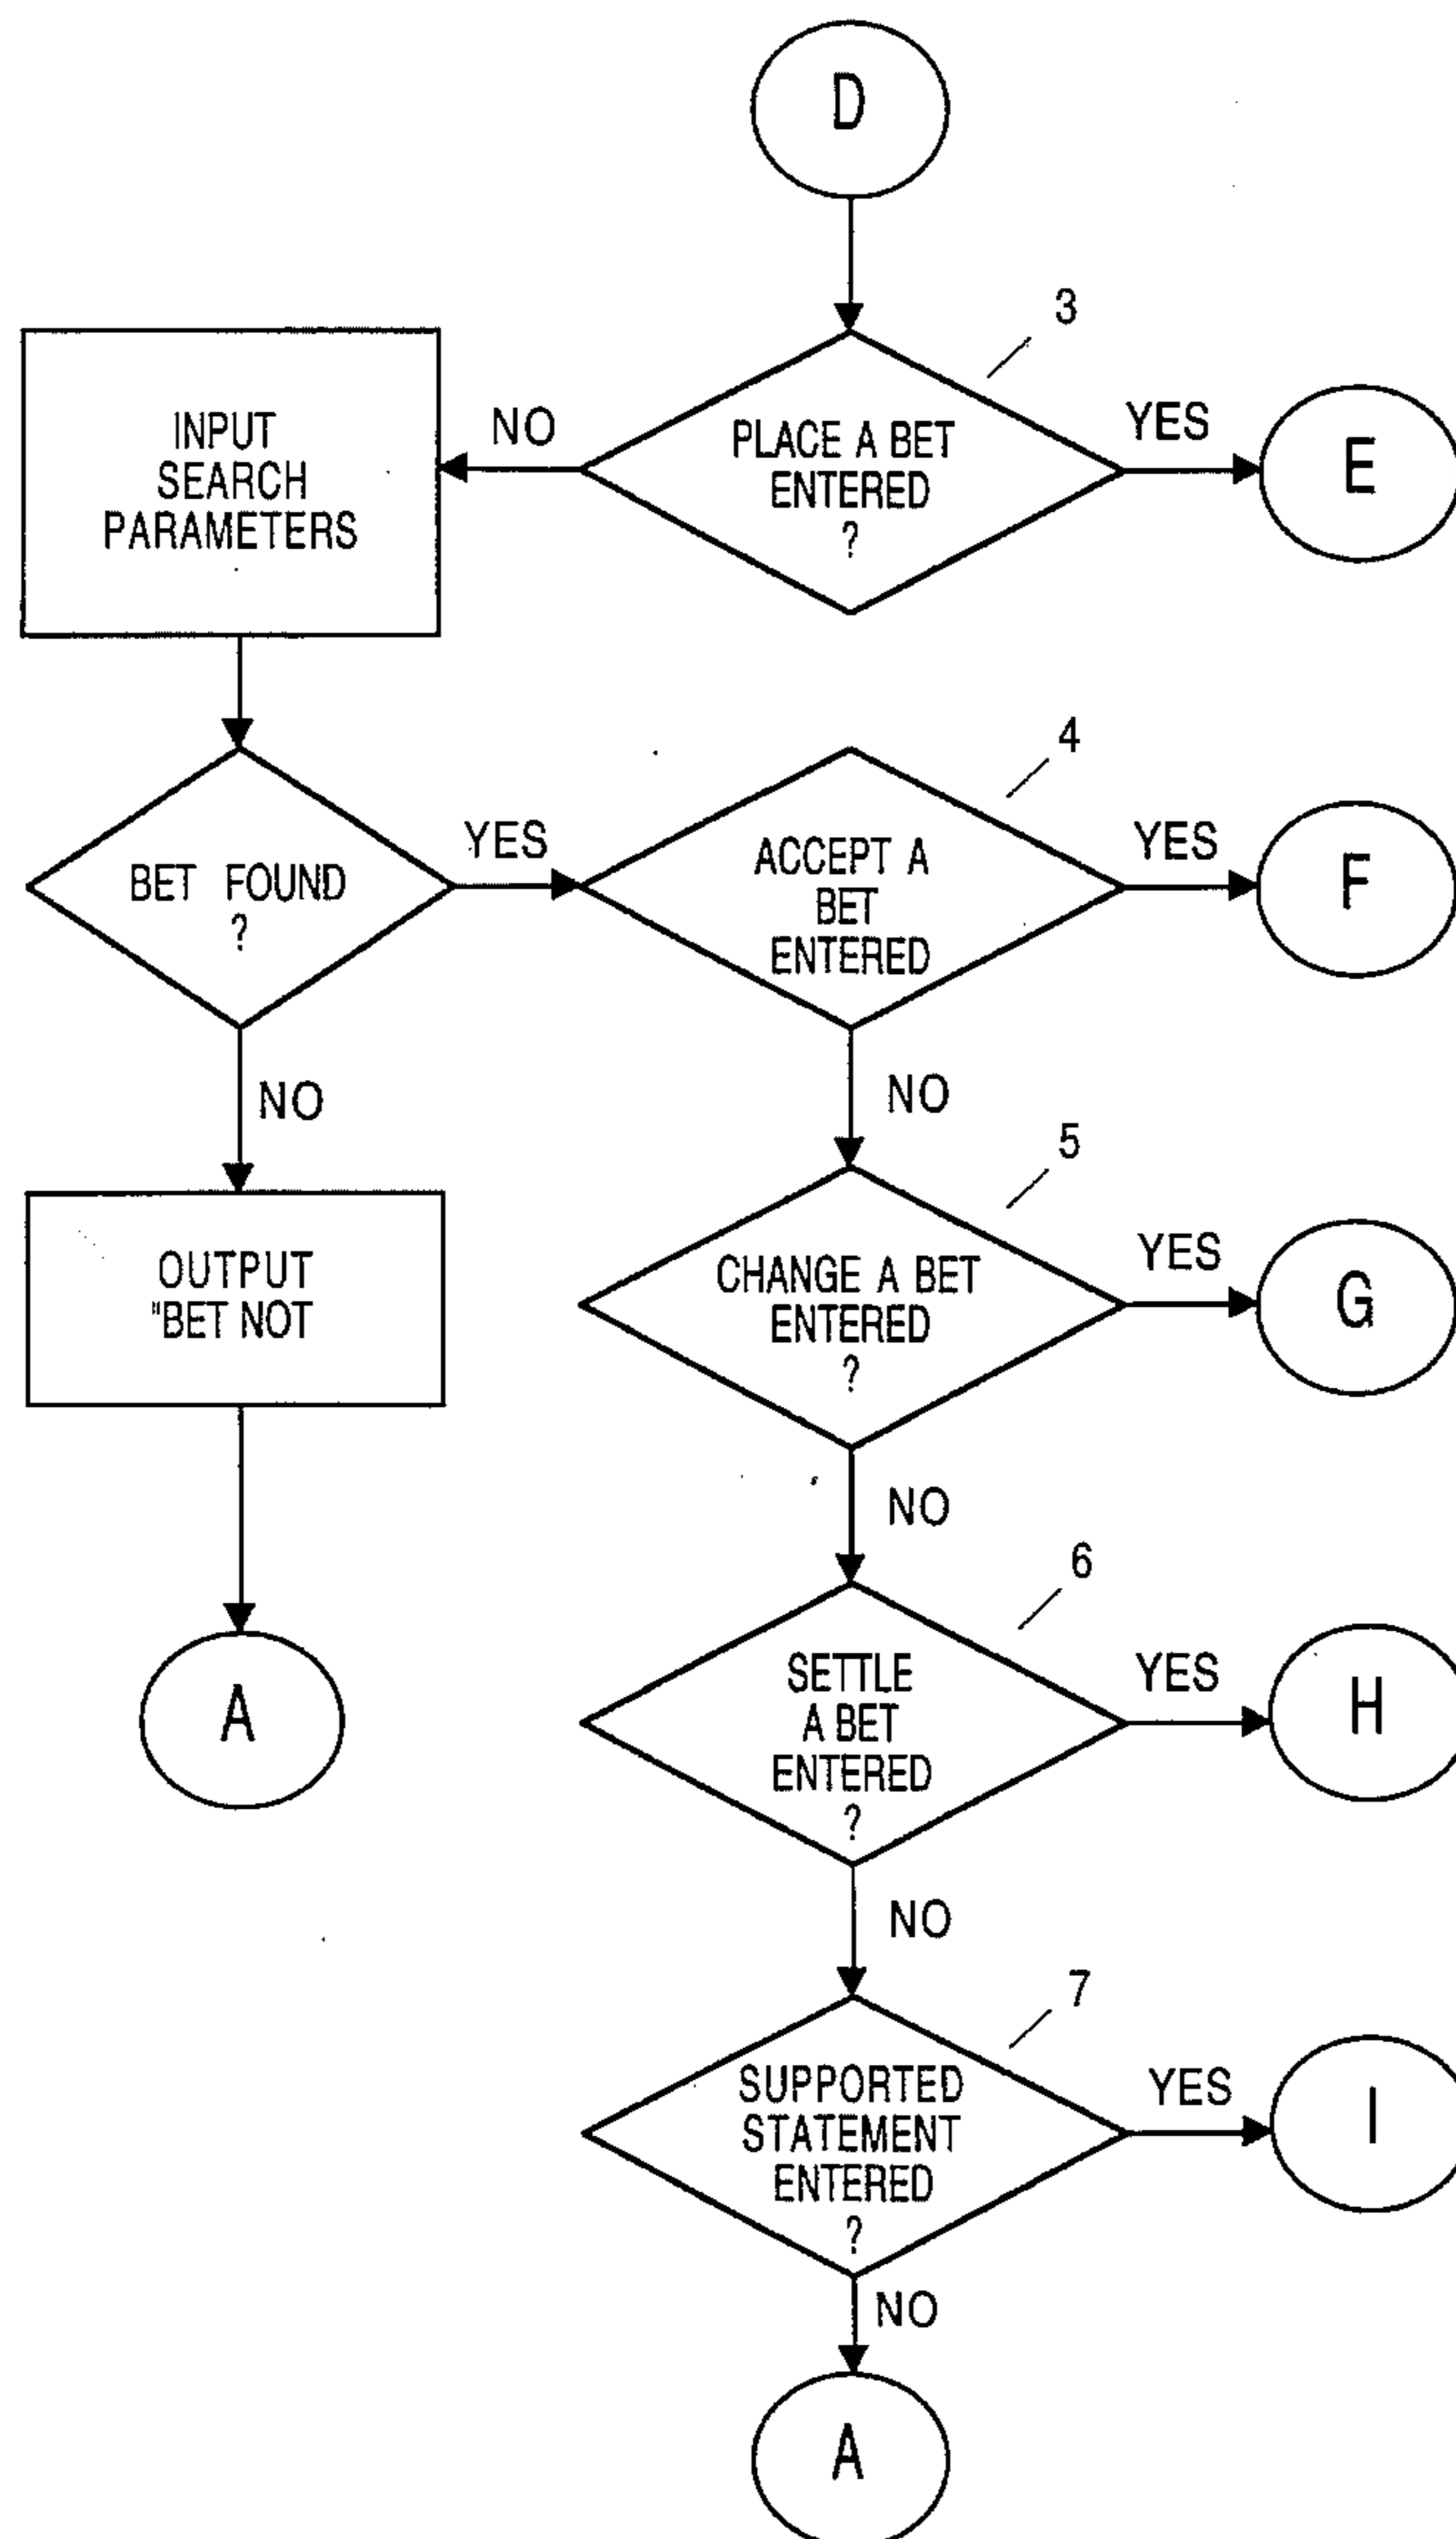 D
3
INPUT
SEARCH
PARAMETERS
NO
PLACE A BET
ENTERED
?
YES
E
4
BET FOUND
?
YES
ACCEPT A
BET
ENTERED
YES
F
NO
NO
5
OUTPUT
"BET NOT
CHANGE A BET
ENTERED
?
YES
G
NO
6
A
SETTLE
A BET
ENTERED
?
YES
H
NO
7
SUPPORTED
STATEMENT
ENTERED
?
YES
I
NO
A